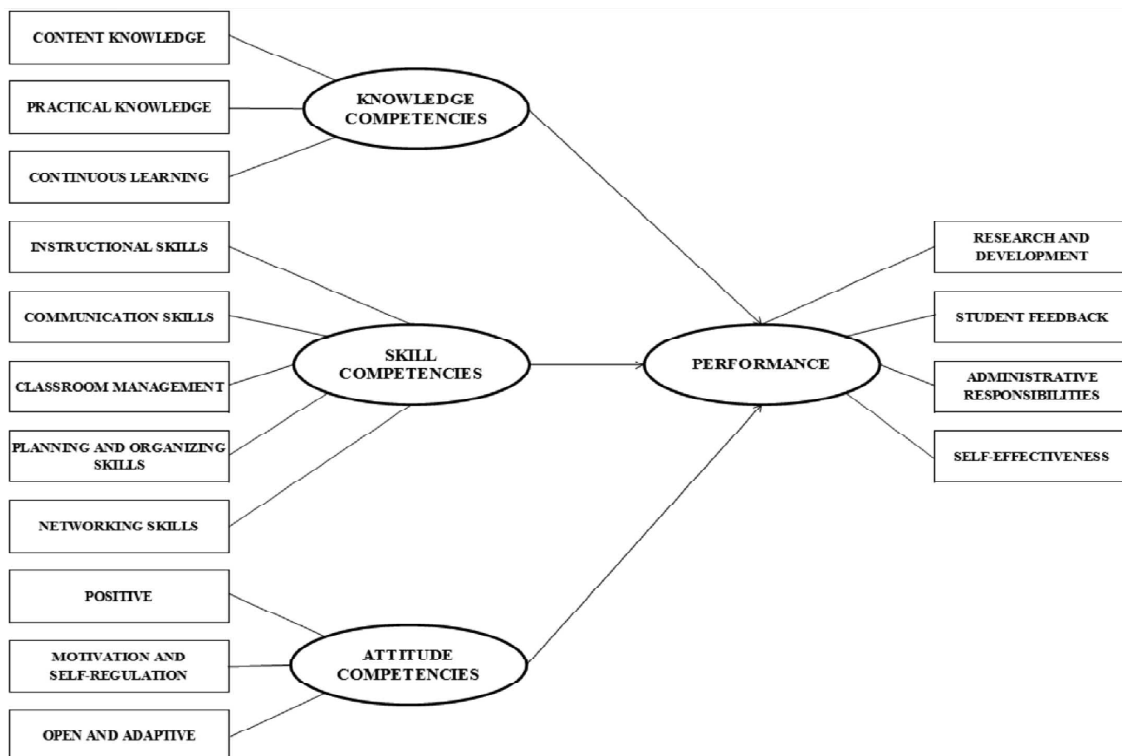 CONTENT KNOWLEDGE
PRACTICAL KNOWLEDGE
CONTINUOUS LEARNING
KNOWLEDGE
COMPETENCIES
INSTRUCTIONAL SKILLS
COMMUNICATION SKILLS
CLASSROOM MANAGEMENT
PLANNING AND ORGANIZING
SKILLS
NETWORKING SKILLS
SKILL
COMPETENCIES
POSITIVE
MOTIVATION AND
SELF-REGULATION
OPEN AND ADAPTIVE
ATTITUDE
COMPETENCIES
PERFORMANCE
RESEARCH AND
DEVELOPMENT
STUDENT FEEDBACK
ADMINISTRATIVE
RESPONSIBILITIES
SELF-EFFECTIVENESS